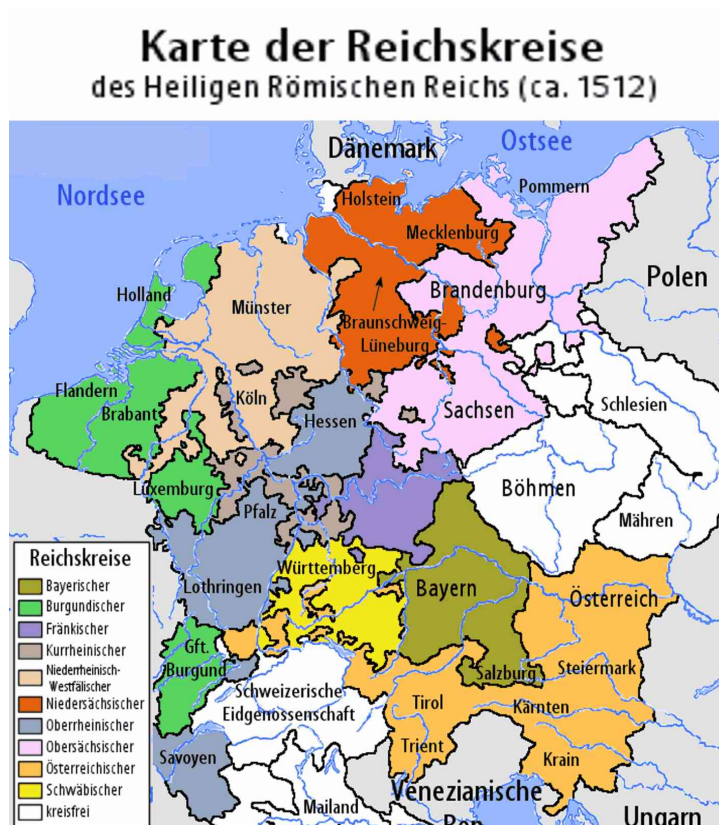 Karte der Reichskreise
des Heiligen Römischen Reichs (ca. 1512)
Ostsee
Dänemark
Nordsee
Pommern
Holstein
Mecklenburg
Polen
Holland
Münster
Brandenburg
Braunschweig-
Lüneburg
Flandern
Brabant
Köln
Hessen
Sachsen
Schlesien
Luxemburg
Pfalz
Böhmen
Mähren
Lothringen
Württemberg
Bayern
Österreich
Gft.
Burgund
Salzburg
Steiermark
Schweizerische
Eidgenossenschaft
Tirol
Kärnten
Trient
Krain
Savoyen
Mailand
Venezianische
Rep.
Ungarn
Reichskreise
Bayerischer
Burgundischer
Fränkischer
Kurrheinischer
Niederrheinisch-
Westfälischer
Niedersächsischer
Oberrheinischer
Obersächsischer
Österreichischer
Schwäbischer
kreisfrei